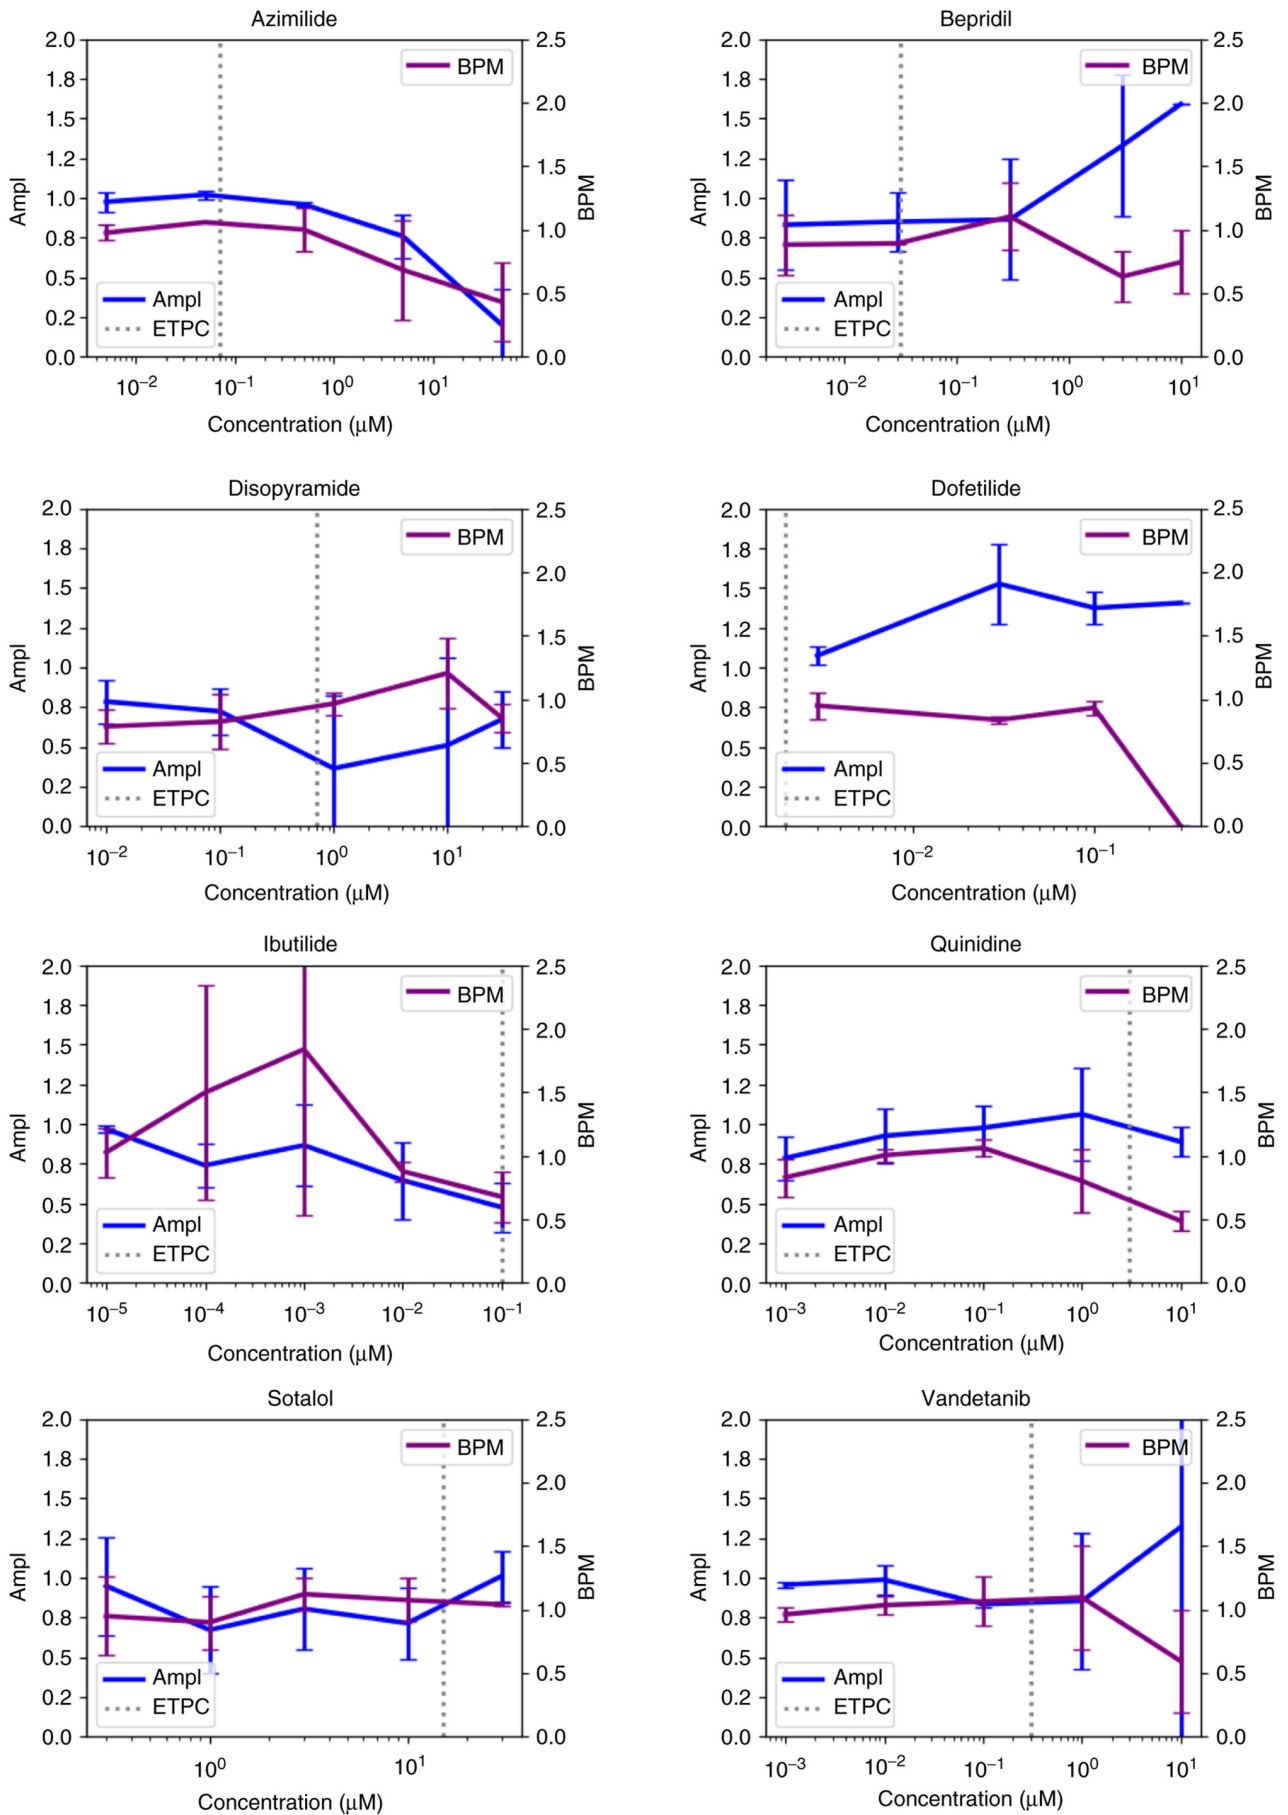 Azimilide
2.0
1.8
1.5
1.2
1.0
0.8
0.5
0.2
0.0
Ampl
BPM
Ampl
ETPC
2.5
2.0
1.5
1.0
0.5
0.0
BPM
10⁻² 10⁻¹ 10⁰ 10¹
Concentration (μM)
Bepridil
2.0
1.8
1.5
1.2
1.0
0.8
0.5
0.2
0.0
Ampl
BPM
Ampl
ETPC
2.5
2.0
1.5
1.0
0.5
0.0
BPM
10⁻² 10⁻¹ 10⁰ 10¹
Concentration (μM)
Disopyramide
2.0
1.8
1.5
1.2
1.0
0.8
0.5
0.2
0.0
Ampl
BPM
Ampl
ETPC
2.5
2.0
1.5
1.0
0.5
0.0
BPM
10⁻² 10⁻¹ 10⁰ 10¹
Concentration (μM)
Dofetilide
2.0
1.8
1.5
1.2
1.0
0.8
0.5
0.2
0.0
Ampl
BPM
Ampl
ETPC
2.5
2.0
1.5
1.0
0.5
0.0
BPM
10⁻² 10⁻¹
Concentration (μM)
Ibutilide
2.0
1.8
1.5
1.2
1.0
0.8
0.5
0.2
0.0
Ampl
BPM
Ampl
ETPC
2.5
2.0
1.5
1.0
0.5
0.0
BPM
10⁻⁵ 10⁻⁴ 10⁻³ 10⁻² 10⁻¹
Concentration (μM)
Quinidine
2.0
1.8
1.5
1.2
1.0
0.8
0.5
0.2
0.0
Ampl
BPM
Ampl
ETPC
2.5
2.0
1.5
1.0
0.5
0.0
BPM
10⁻³ 10⁻² 10⁻¹ 10⁰ 10¹
Concentration (μM)
Sotalol
2.0
1.8
1.5
1.2
1.0
0.8
0.5
0.2
0.0
Ampl
BPM
Ampl
ETPC
2.5
2.0
1.5
1.0
0.5
0.0
BPM
10⁰ 10¹
Concentration (μM)
Vandetanib
2.0
1.8
1.5
1.2
1.0
0.8
0.5
0.2
0.0
Ampl
BPM
Ampl
ETPC
2.5
2.0
1.5
1.0
0.5
0.0
BPM
10⁻³ 10⁻² 10⁻¹ 10⁰ 10¹
Concentration (μM)